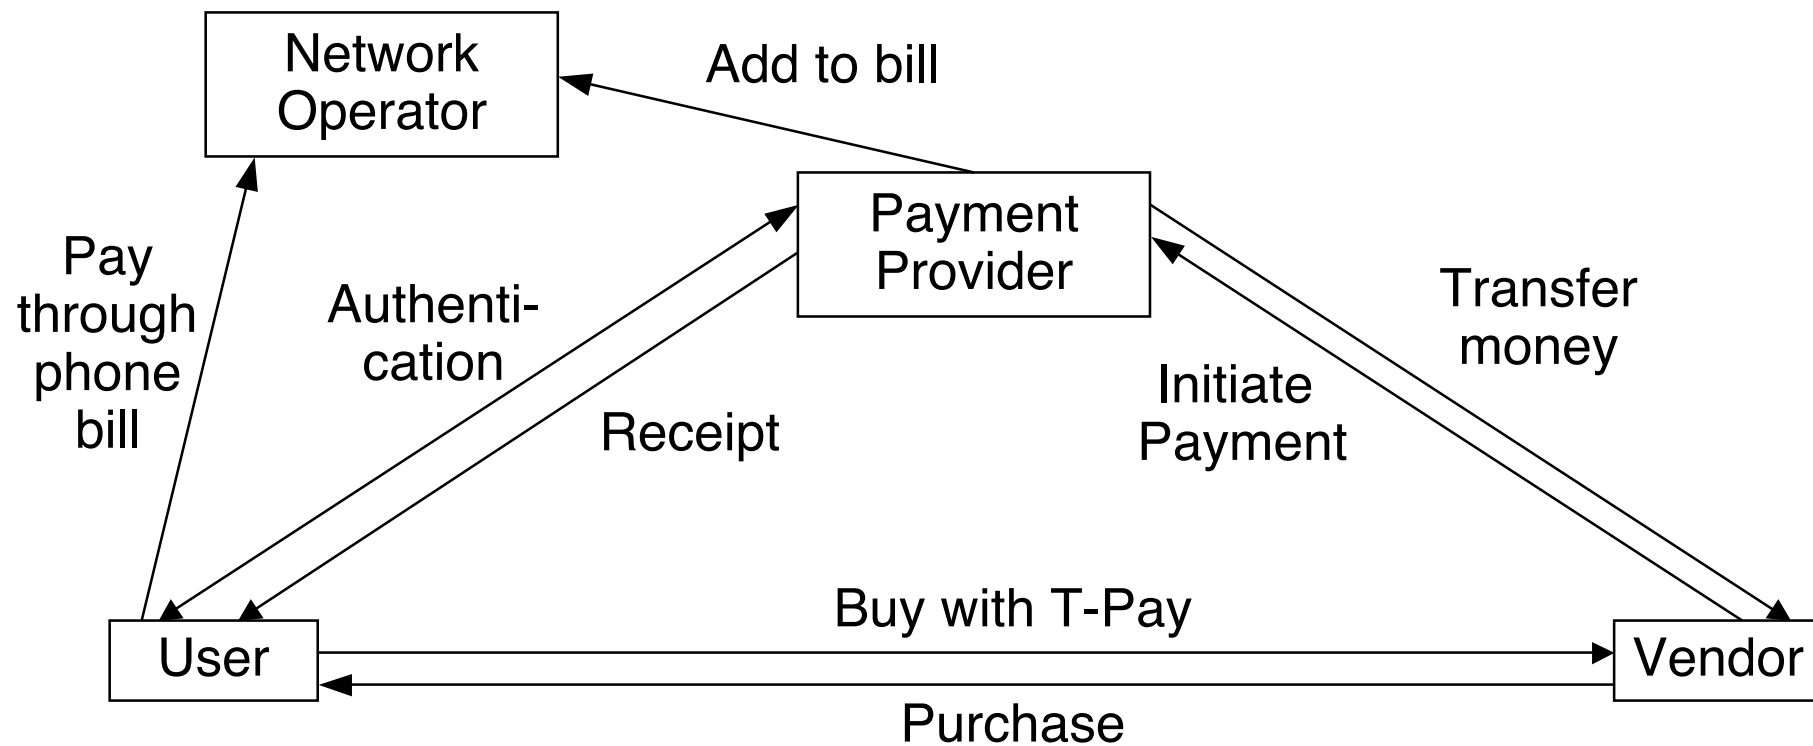 Network
Operator
Add to bill
Payment
Provider
Pay
through
phone
bill
Authenti-
cation
Receipt
Transfer
money
Initiate
Payment
Buy with T-Pay
User
Vendor
Purchase